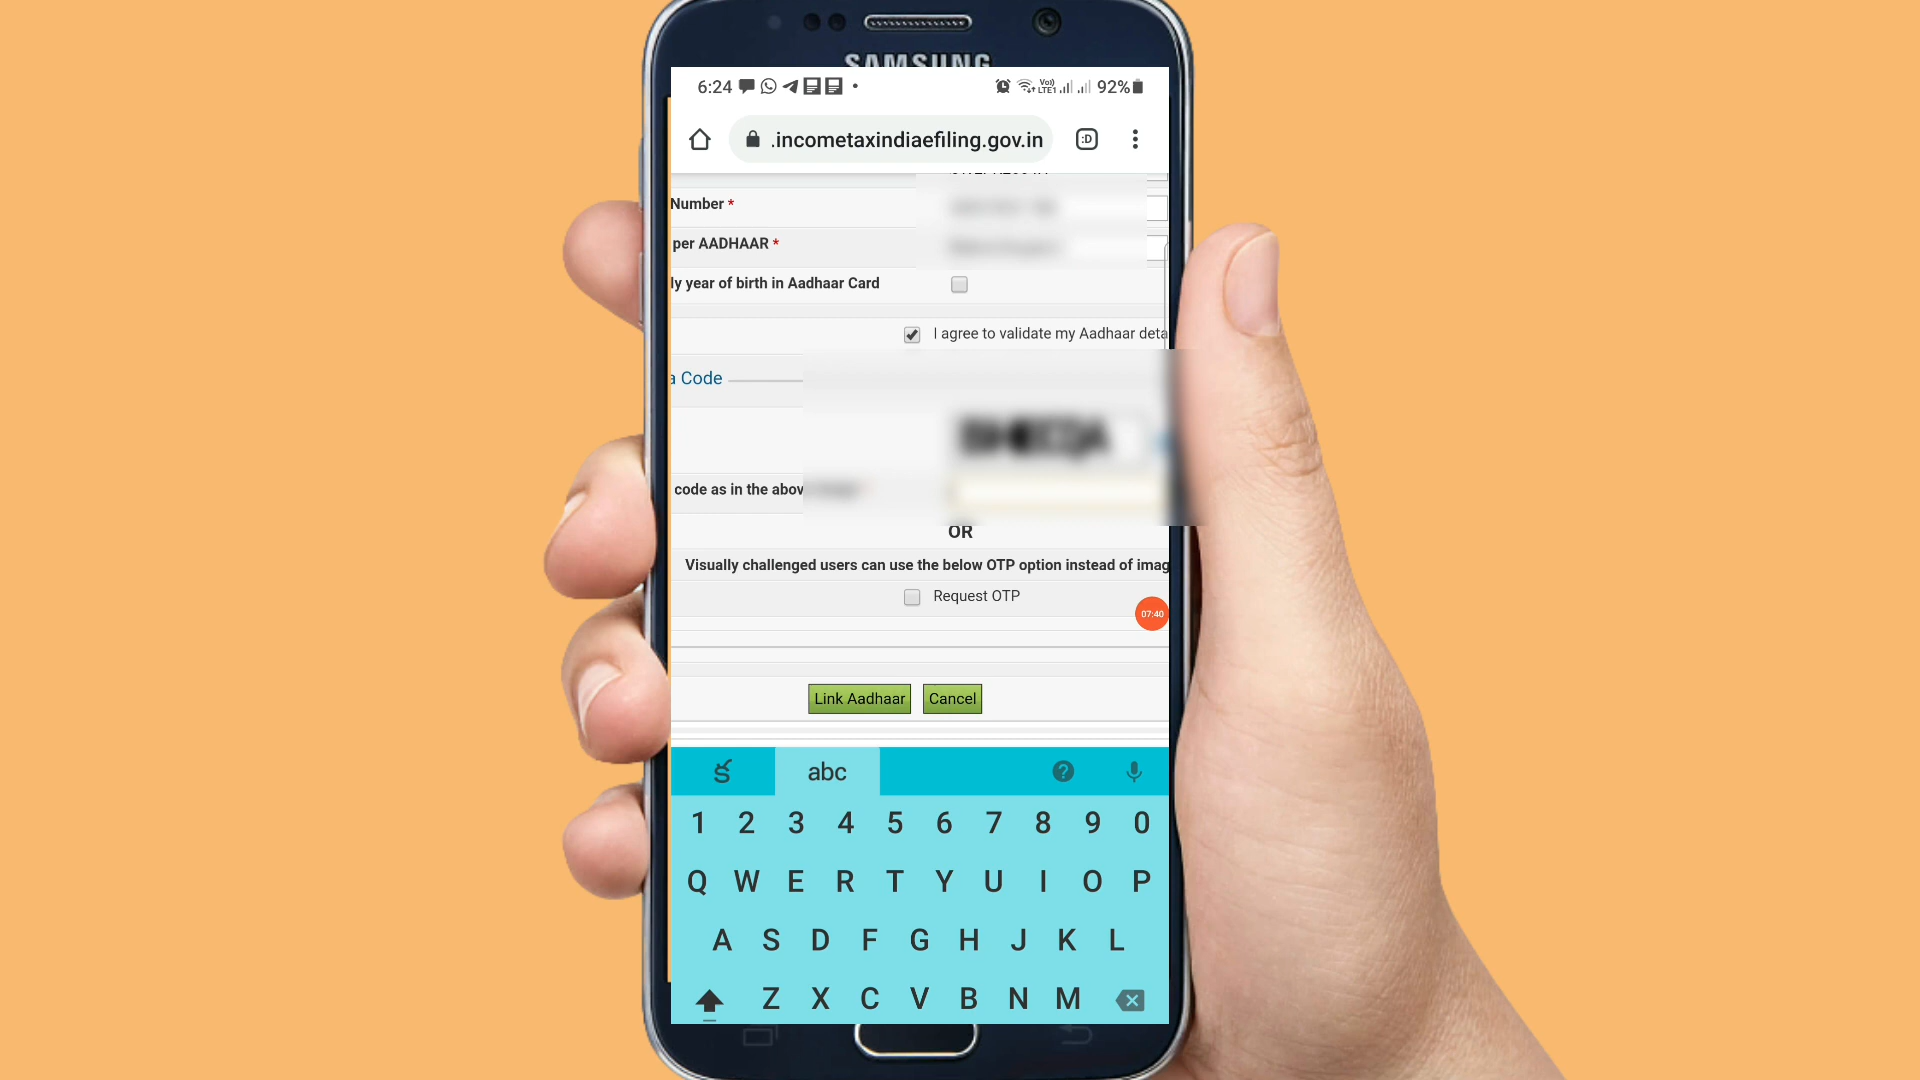 SAMSUNG
6:24 Vo)) LTE1 92%
.incometaxindiaefiling.gov.in :D
Number *
per AADHAAR *
ly year of birth in Aadhaar Card
I agree to validate my Aadhaar deta
a Code
code as in the abov
OR
Visually challenged users can use the below OTP option instead of imag
Request OTP
07:40
Link Aadhaar Cancel
క abc ?
1 2 3 4 5 6 7 8 9 0
Q W E R T Y U I O P
A S D F G H J K L
Z X C V B N M